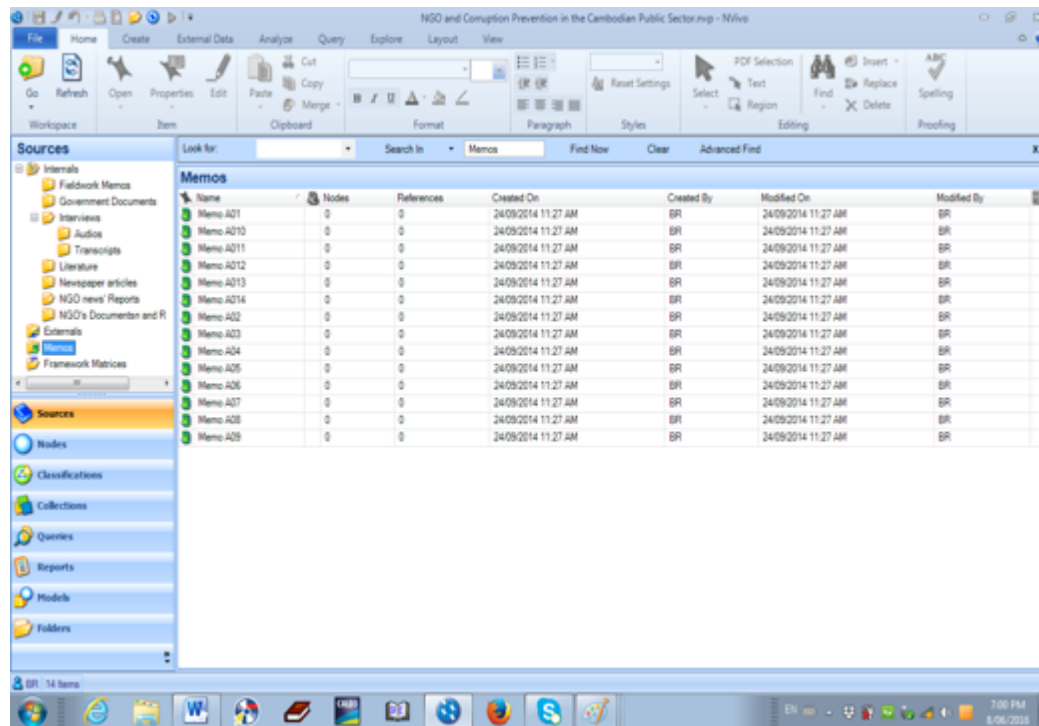 NGO and Corruption Prevention in the Cambodian Public Sector.nvp - NVivo
File Home Create External Data Analyze Query Explore Layout View
Go Refresh Open Properties Edit Paste Cut Copy Merge
B I U A
Reset Settings
Select PDF Selection Text Region Find Insert Replace Delete
ABC Spelling
Workspace Item Clipboard Format Paragraph Styles Editing Proofing
Sources
Internals
Fieldwork Memos
Government Documents
Interviews
Audios
Transcripts
Literature
Newspaper articles
NGO news' Reports
NGO's Documentsn and R
Externals
Memos
Framework Matrices
Sources
Nodes
Classifications
Collections
Queries
Reports
Models
Folders
Look for: Search In Memos Find Now Clear Advanced Find x
Memos
Name Nodes References Created On Created By Modified On Modified By
Memo A01 0 0 24/09/2014 11:27 AM BR 24/09/2014 11:27 AM BR
Memo A010 0 0 24/09/2014 11:27 AM BR 24/09/2014 11:27 AM BR
Memo A011 0 0 24/09/2014 11:27 AM BR 24/09/2014 11:27 AM BR
Memo A012 0 0 24/09/2014 11:27 AM BR 24/09/2014 11:27 AM BR
Memo A013 0 0 24/09/2014 11:27 AM BR 24/09/2014 11:27 AM BR
Memo A014 0 0 24/09/2014 11:27 AM BR 24/09/2014 11:27 AM BR
Memo A02 0 0 24/09/2014 11:27 AM BR 24/09/2014 11:27 AM BR
Memo A03 0 0 24/09/2014 11:27 AM BR 24/09/2014 11:27 AM BR
Memo A04 0 0 24/09/2014 11:27 AM BR 24/09/2014 11:27 AM BR
Memo A05 0 0 24/09/2014 11:27 AM BR 24/09/2014 11:27 AM BR
Memo A06 0 0 24/09/2014 11:27 AM BR 24/09/2014 11:27 AM BR
Memo A07 0 0 24/09/2014 11:27 AM BR 24/09/2014 11:27 AM BR
Memo A08 0 0 24/09/2014 11:27 AM BR 24/09/2014 11:27 AM BR
Memo A09 0 0 24/09/2014 11:27 AM BR 24/09/2014 11:27 AM BR
BR 14 Items
EN 7:00 PM
8/06/2016